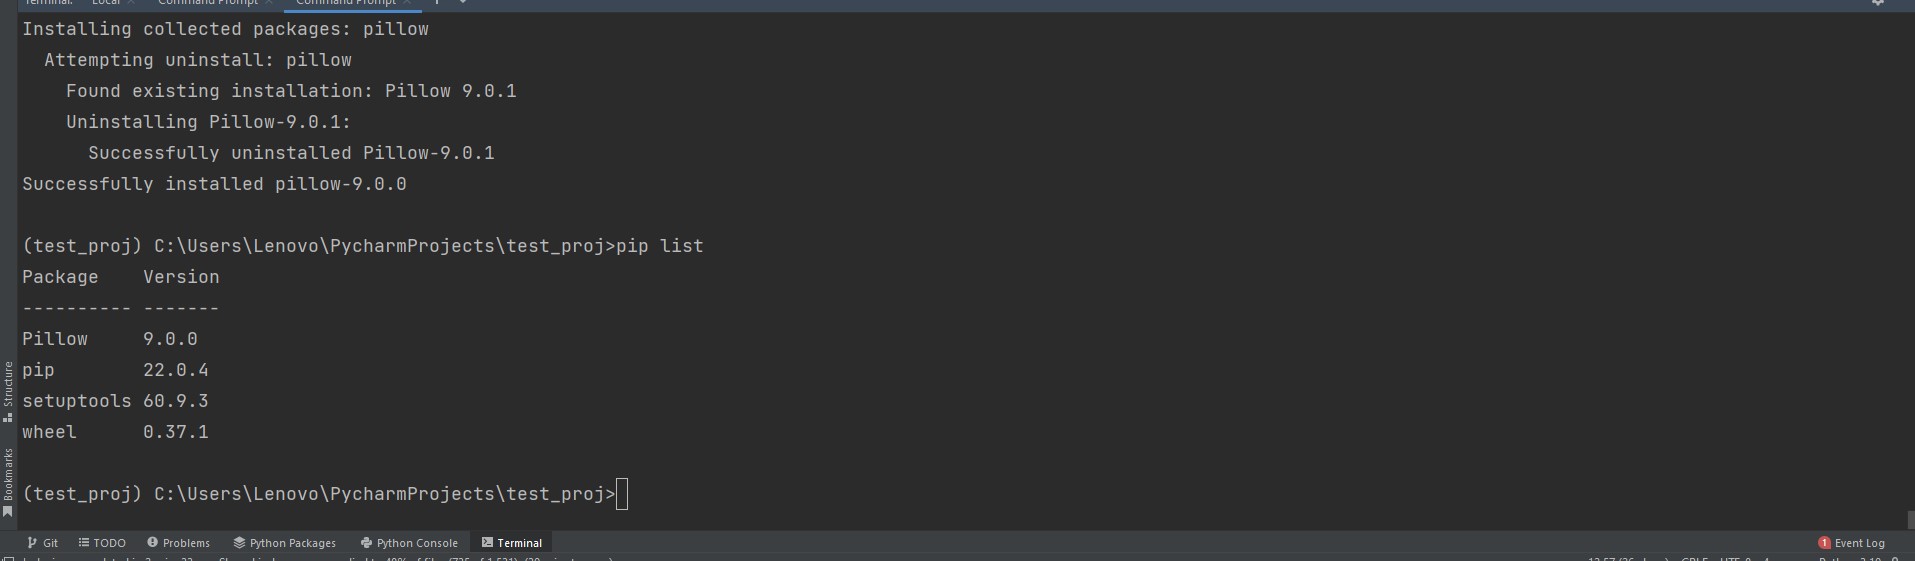 Terminal: Local × Command Prompt × Command Prompt ×
Installing collected packages: pillow
  Attempting uninstall: pillow
    Found existing installation: Pillow 9.0.1
    Uninstalling Pillow-9.0.1:
      Successfully uninstalled Pillow-9.0.1
Successfully installed pillow-9.0.0
(test_proj) C:\Users\Lenovo\PycharmProjects\test_proj>pip list
Package    Version
---------- -------
Pillow     9.0.0
pip        22.0.4
setuptools 60.9.3
wheel      0.37.1
(test_proj) C:\Users\Lenovo\PycharmProjects\test_proj>
Structure
Bookmarks
Git TODO Problems Python Packages Python Console Terminal 1 Event Log